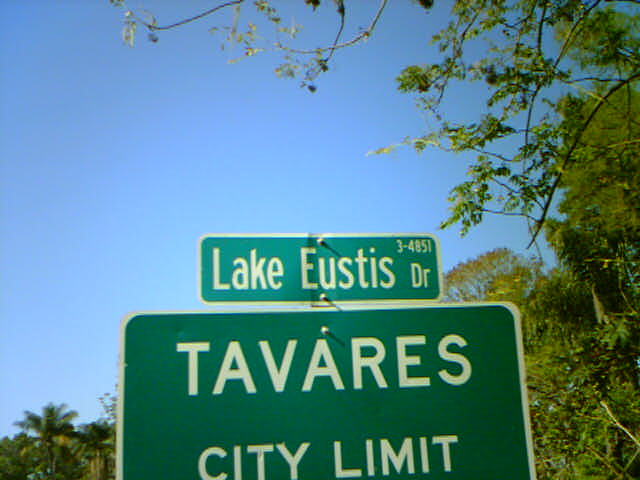 3-4851
Lake Eustis Dr
TAVARES
CITY LIMIT